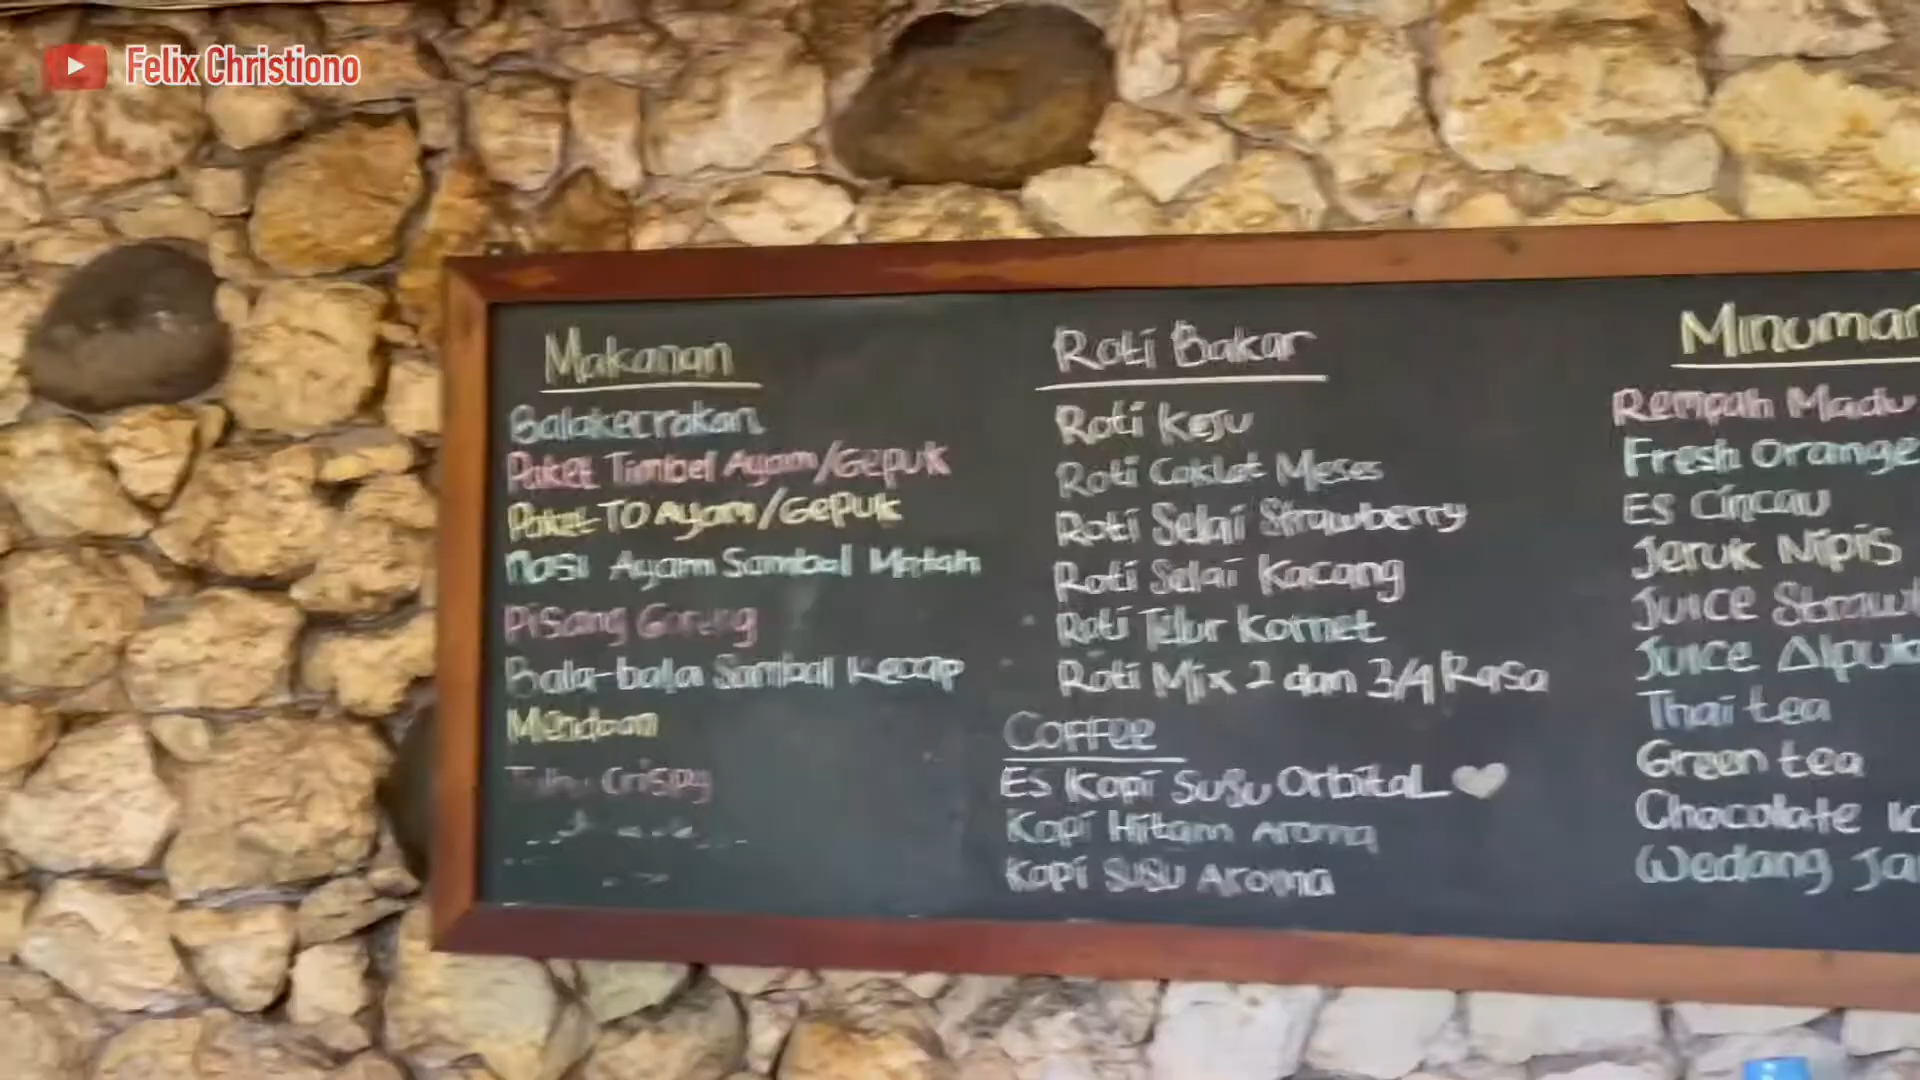 Felix Christiono
Makanan
Balakecrakan
Paket Timbel Ayam/Gepuk
Paket TO Ayam/Gepuk
Nasi Ayam Sambal Matah
Pisang Goreng
Bala-bala Sambal Kecap
Mendoan
Tahu Crispy
Roti Bakar
Roti Keju
Roti Coklat Meses
Roti Selai Strawberry
Roti Selai Kacang
Roti Telur Kornet
Roti Mix 2 dan 3/4 Rasa
Coffee
Es Kopi Susu Orbital
Kopi Hitam Aroma
Kopi Susu Aroma
Minuman
Rempah Madu
Fresh Orange
Es Cincau
Jeruk Nipis
Juice
Juice
Thai tea
Green tea
Chocolate
Wedang